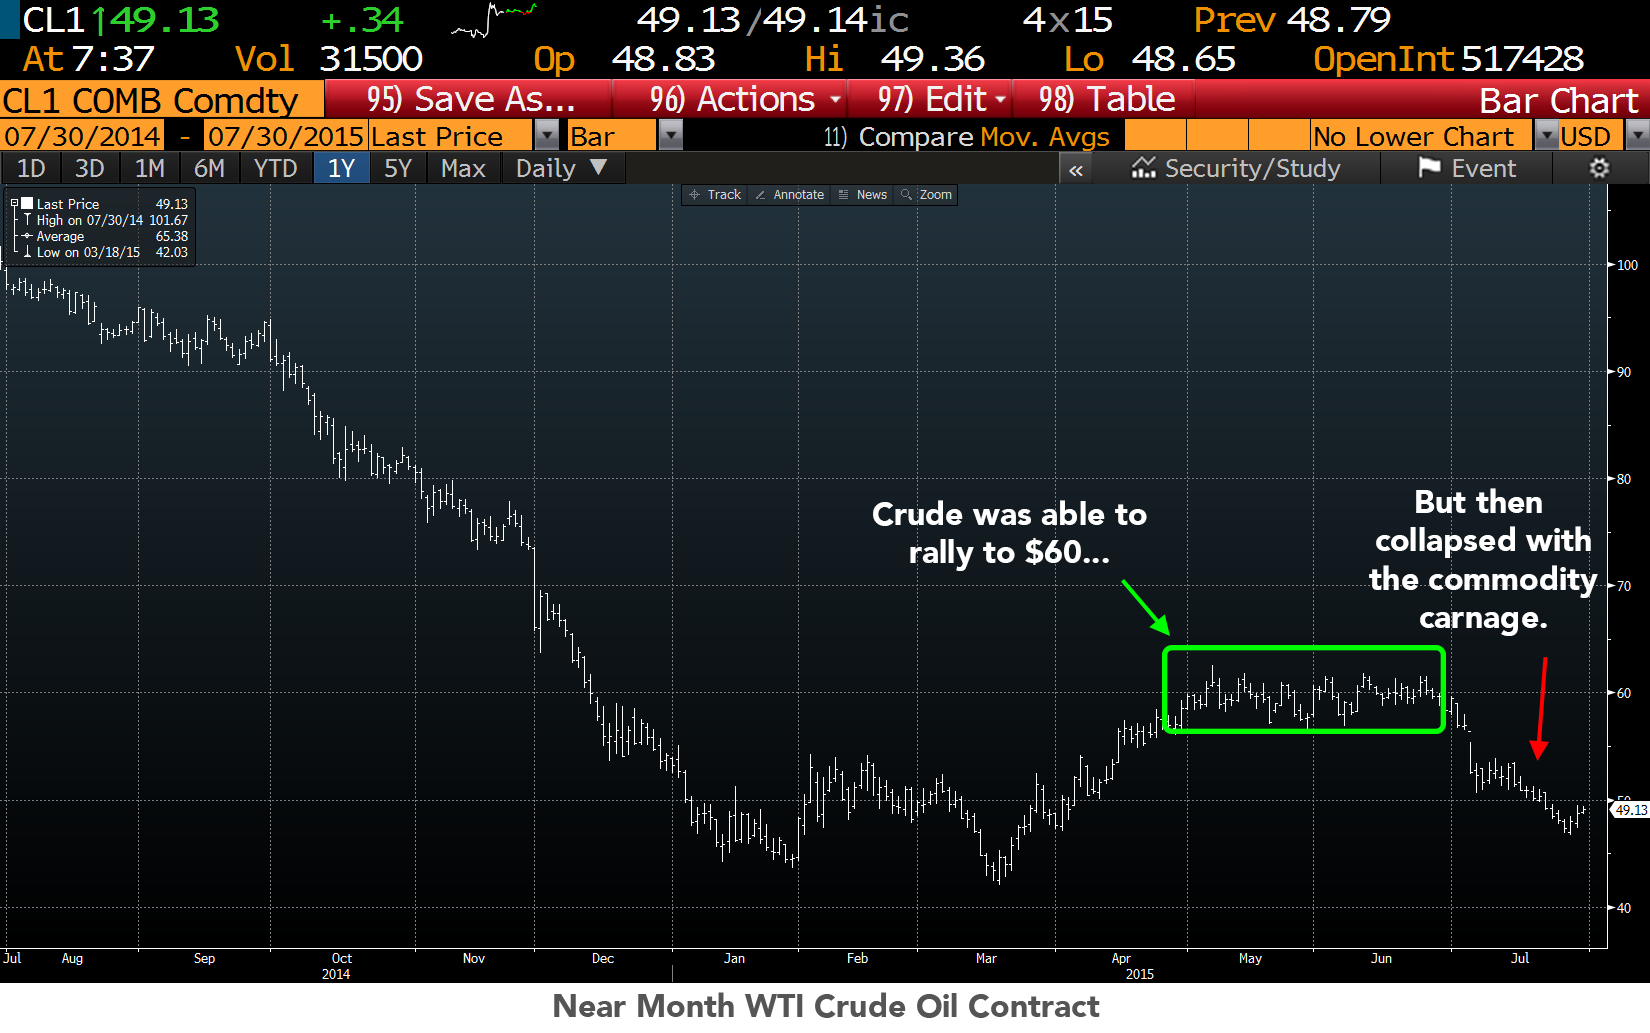 CL1 ↑49.13 +.34 49.13/49.14ic 4x15 Prev 48.79
At 7:37 Vol 31500 Op 48.83 Hi 49.36 Lo 48.65 OpenInt 517428
CL1 COMB Comdty 95) Save As... 96) Actions 97) Edit 98) Table Bar Chart
07/30/2014 - 07/30/2015 Last Price Bar 11) Compare Mov. Avgs No Lower Chart USD
1D 3D 1M 6M YTD 1Y 5Y Max Daily ▼ « Security/Study Event
Track Annotate News Zoom
Last Price 49.13
High on 07/30/14 101.67
Average 65.38
Low on 03/18/15 42.03
Crude was able to
rally to $60...
But then
collapsed with
the commodity
carnage.
100
90
80
70
60
50
49.13
40
Jul Aug Sep Oct Nov Dec Jan Feb Mar Apr May Jun Jul
2014 2015
Near Month WTI Crude Oil Contract